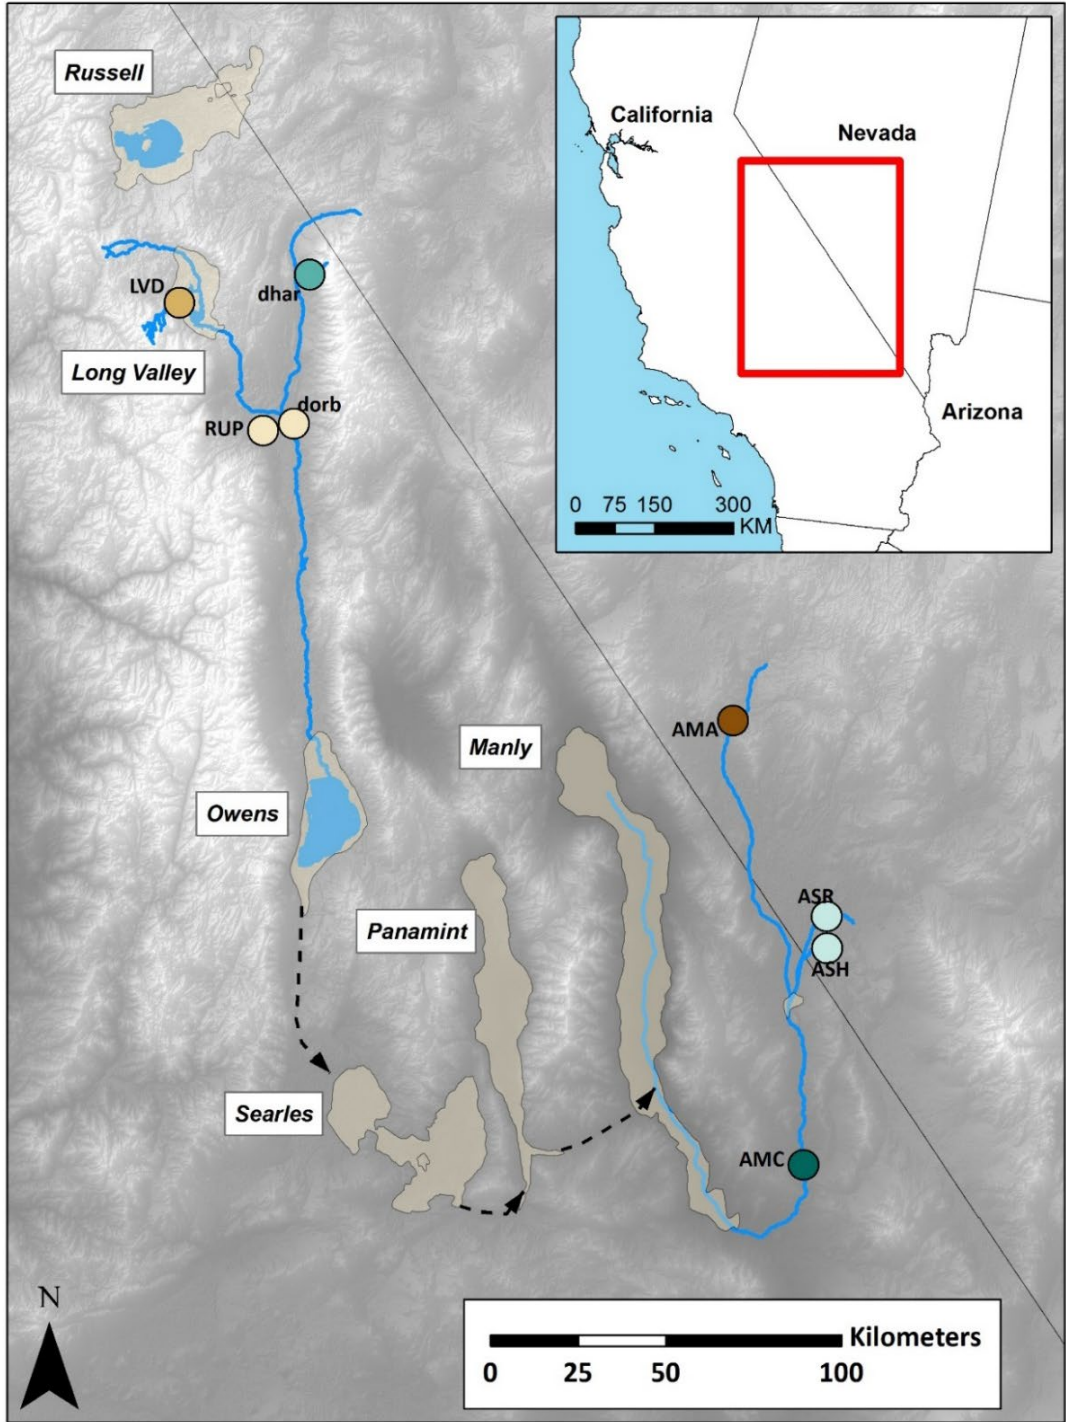 Russell
California
Nevada
Arizona
0 75 150 300
KM
LVD
dhar
Long Valley
dorb
RUP
AMA
Manly
Owens
ASR
Panamint
ASH
Searles
AMC
N
Kilometers
0 25 50 100